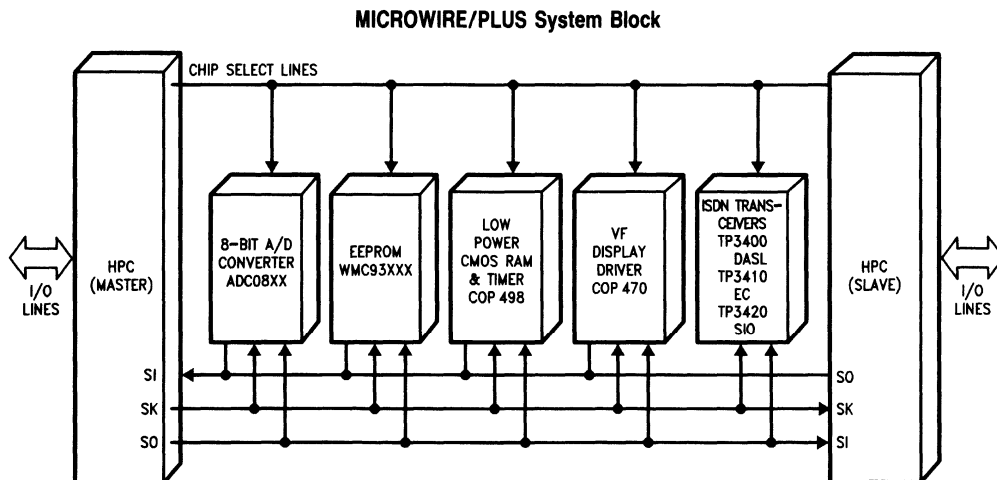 MICROWIRE/PLUS System Block
CHIP SELECT LINES
I/O
LINES
HPC
(MASTER)
8-BIT A/D
CONVERTER
ADC08XX
EEPROM
WMC93XXX
LOW
POWER
CMOS RAM
& TIMER
COP 498
VF
DISPLAY
DRIVER
COP 470
ISDN TRANS-
CEIVERS
TP3400
DASL
TP3410
EC
TP3420
SIO
HPC
(SLAVE)
I/O
LINES
SI
SK
SO
SO
SK
SI